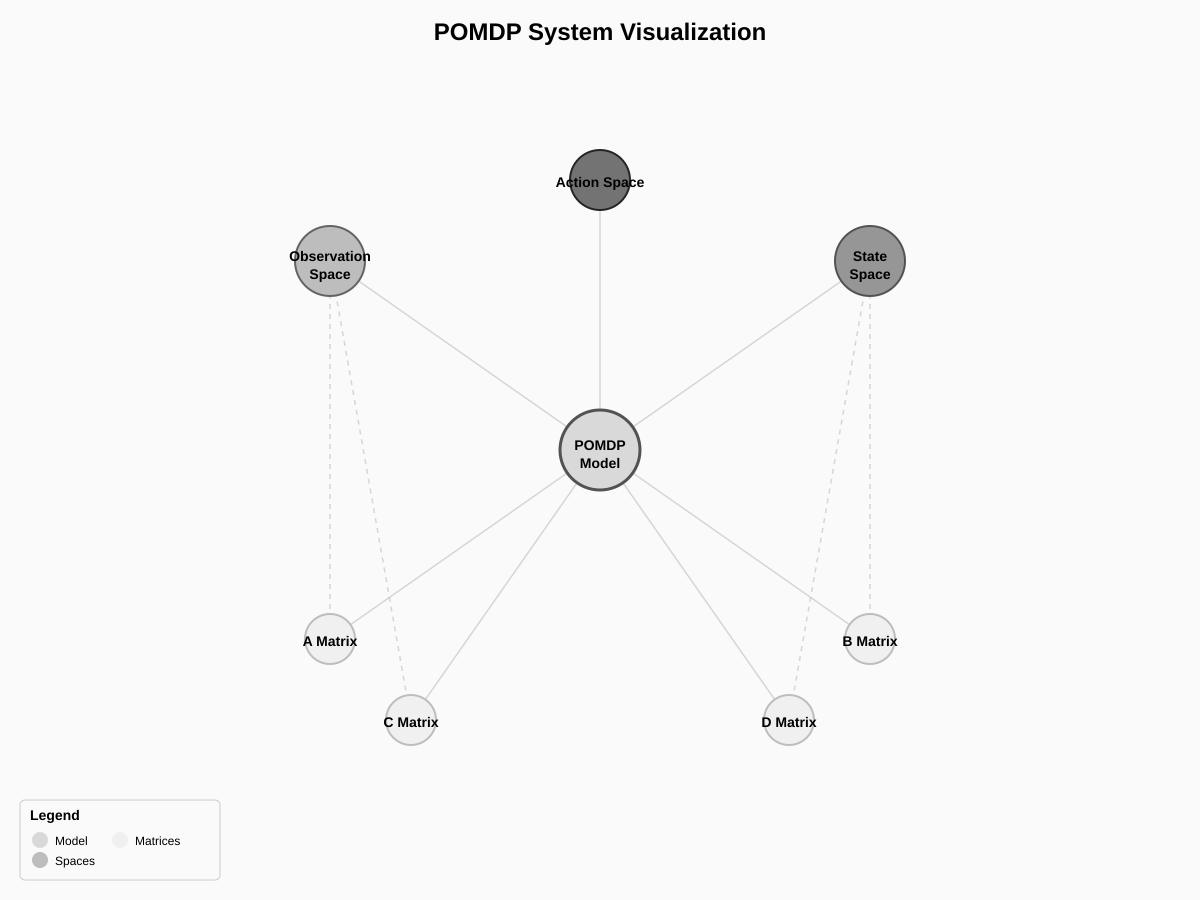 POMDP System Visualization
Action Space
Observation
Space
State
Space
POMDP
Model
A Matrix
B Matrix
C Matrix
D Matrix
Legend
Model
Matrices
Spaces